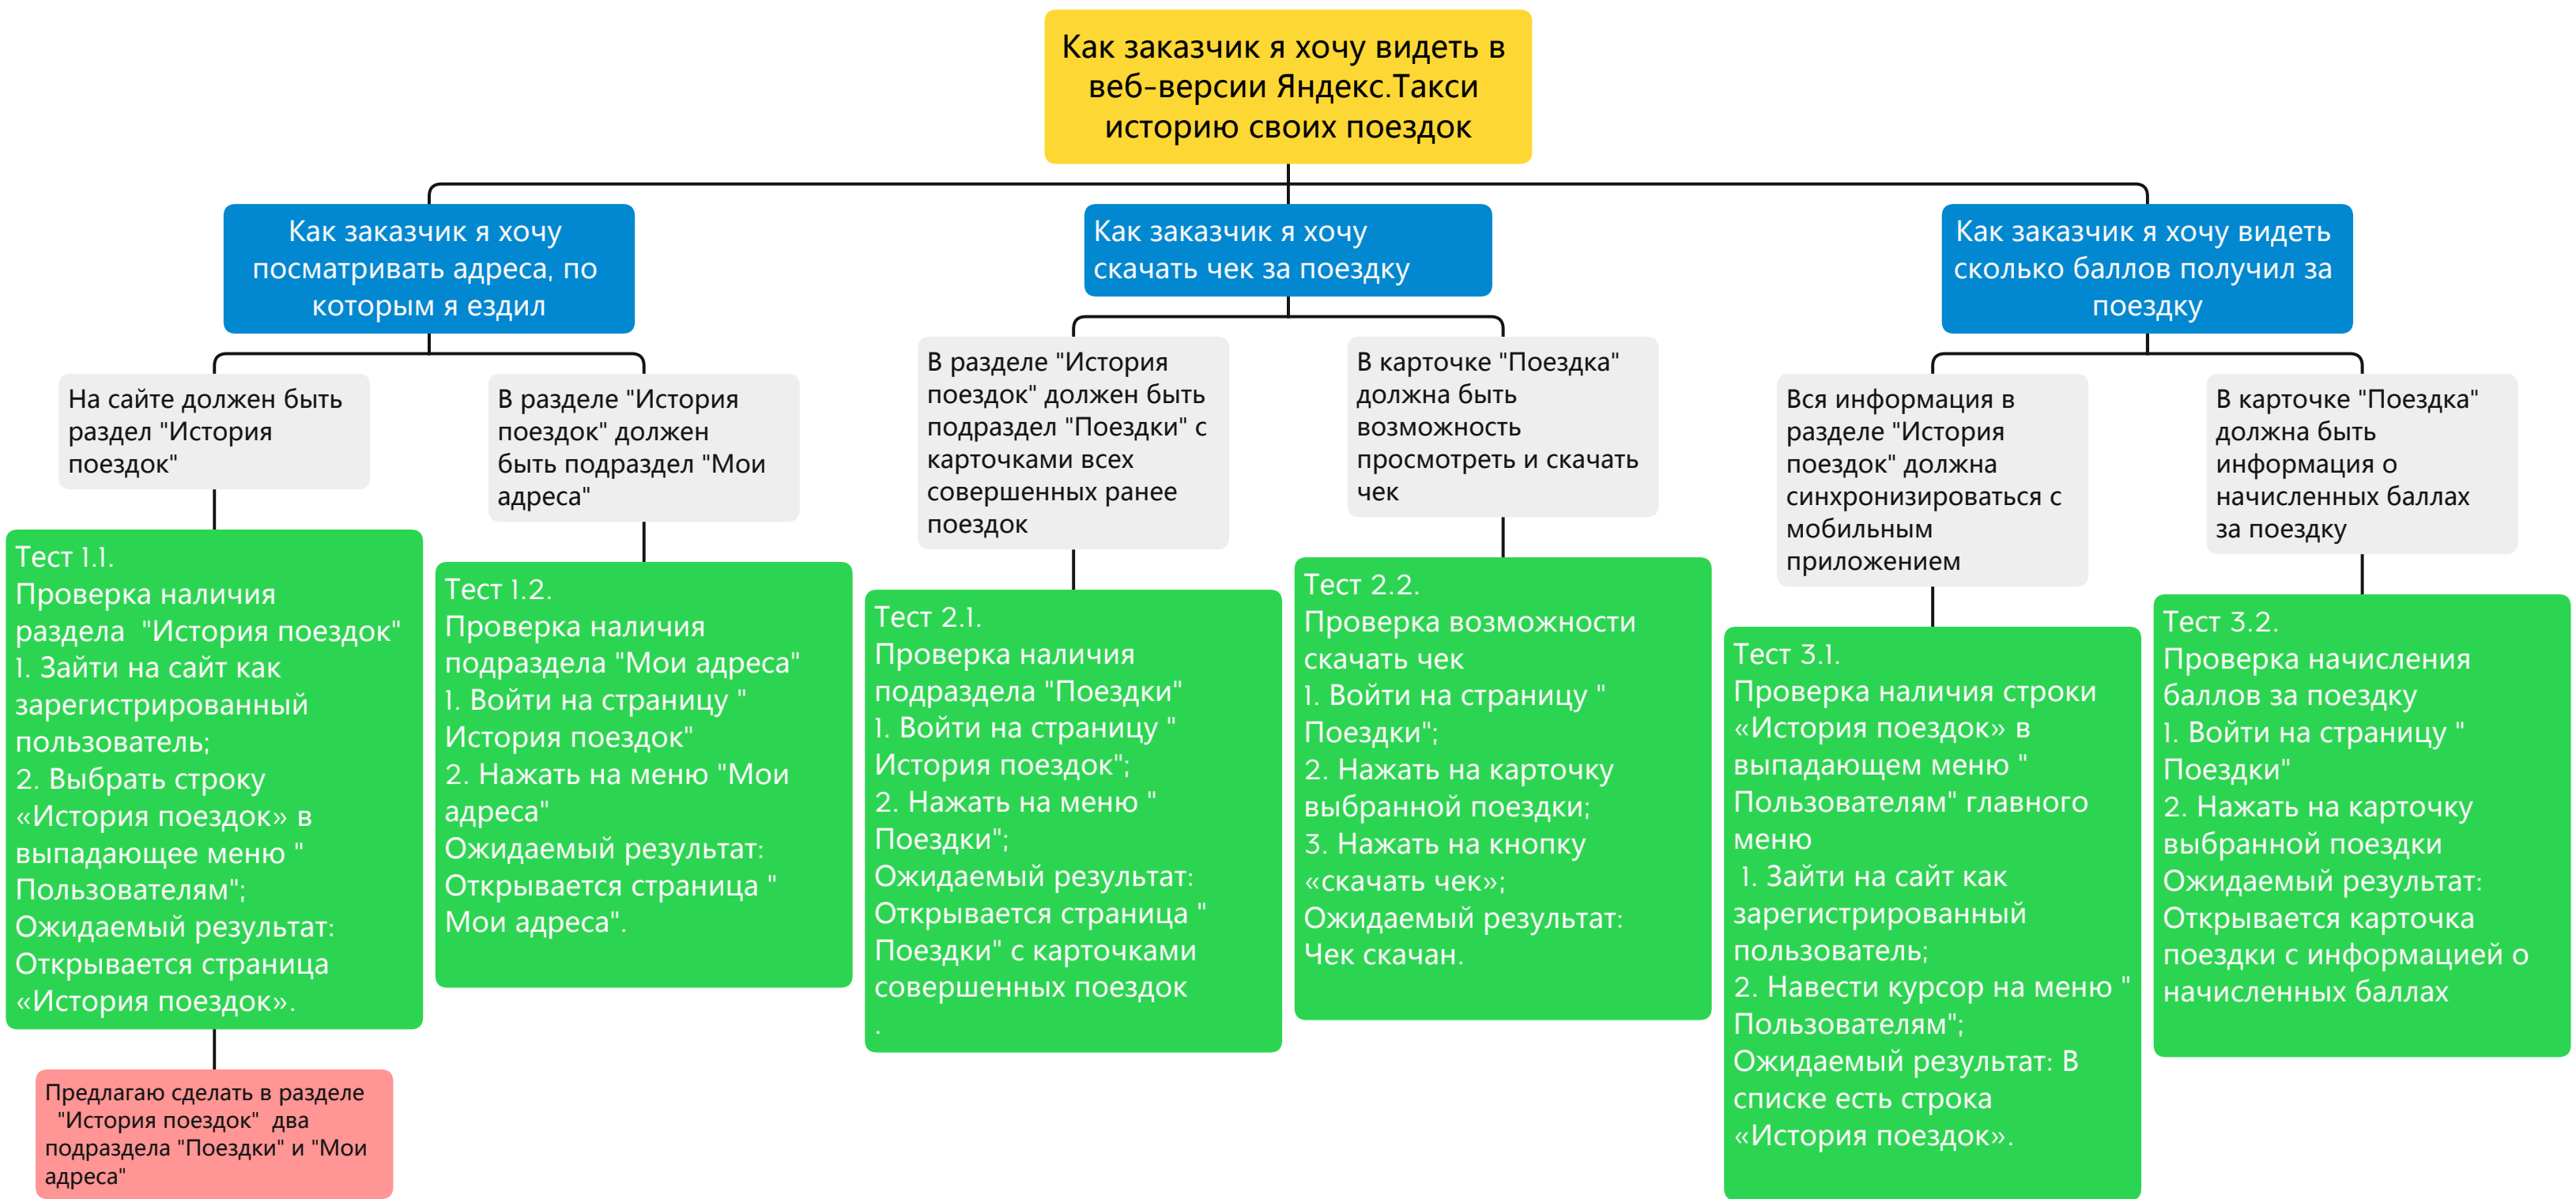 Как заказчик я хочу видеть в
веб-версии Яндекс.Такси
историю своих поездок
Как заказчик я хочу
посматривать адреса, по
которым я ездил
Как заказчик я хочу
скачать чек за поездку
Как заказчик я хочу видеть
сколько баллов получил за
поездку
На сайте должен быть
раздел "История
поездок"
В разделе "История
поездок" должен
быть подраздел "Мои
адреса"
В разделе "История
поездок" должен быть
подраздел "Поездки" с
карточками всех
совершенных ранее
поездок
В карточке "Поездка"
должна быть
возможность
просмотреть и скачать
чек
Вся информация в
разделе "История
поездок" должна
синхронизироваться с
мобильным
приложением
В карточке "Поездка"
должна быть
информация о
начисленных баллах
за поездку
Тест 1.1.
Проверка наличия
раздела  "История поездок"
1. Зайти на сайт как
зарегистрированный
пользователь;
2. Выбрать строку
«История поездок» в
выпадающее меню "
Пользователям";
Ожидаемый результат:
Открывается страница
«История поездок».
Тест 1.2.
Проверка наличия
подраздела "Мои адреса"
1. Войти на страницу "
История поездок"
2. Нажать на меню "Мои
адреса"
Ожидаемый результат:
Открывается страница "
Мои адреса".
Тест 2.1.
Проверка наличия
подраздела "Поездки"
1. Войти на страницу "
История поездок";
2. Нажать на меню "
Поездки";
Ожидаемый результат:
Открывается страница "
Поездки" с карточками
совершенных поездок
.
Тест 2.2.
Проверка возможности
скачать чек
1. Войти на страницу "
Поездки";
2. Нажать на карточку
выбранной поездки;
3. Нажать на кнопку
«скачать чек»;
Ожидаемый результат:
Чек скачан.
Тест 3.1.
Проверка наличия строки
«История поездок» в
выпадающем меню "
Пользователям" главного
меню
1. Зайти на сайт как
зарегистрированный
пользователь;
2. Навести курсор на меню "
Пользователям";
Ожидаемый результат: В
списке есть строка
«История поездок».
Тест 3.2.
Проверка начисления
баллов за поездку
1. Войти на страницу "
Поездки"
2. Нажать на карточку
выбранной поездки
Ожидаемый результат:
Открывается карточка
поездки с информацией о
начисленных баллах
Предлагаю сделать в разделе
"История поездок"  два
подраздела "Поездки" и "Мои
адреса"